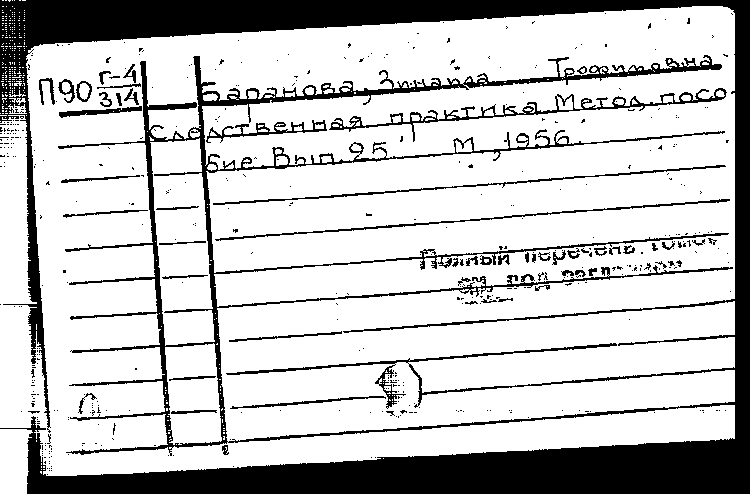 П90 г-4
314
Баранова, Зинаида Трофимовна
Следственная практика. Метод. посо-
бие. Вып. 25. М., 1956.
Полный перечень томов
см. под заглавием